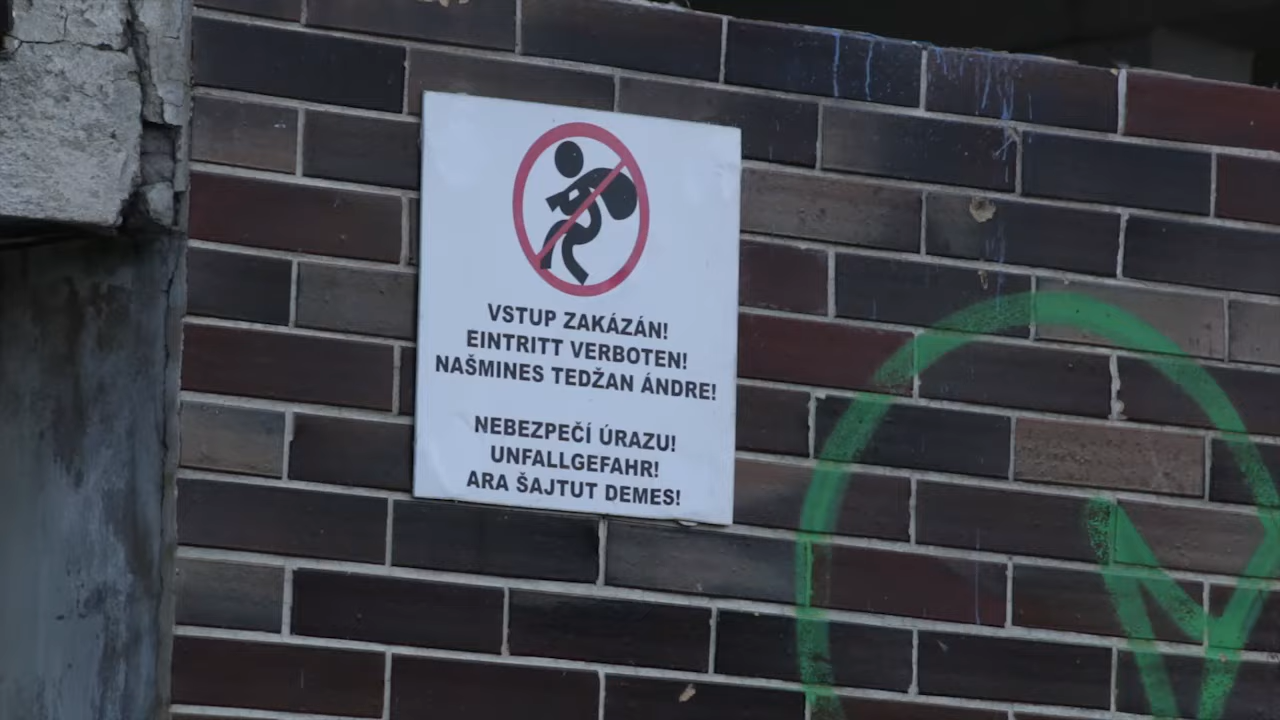 VSTUP ZAKÁZÁN!
EINTRITT VERBOTEN!
NAŠMINES TEDŽAN ÁNDRE!
NEBEZPEČÍ ÚRAZU!
UNFALLGEFAHR!
ARA ŠAJTUT DEMES!